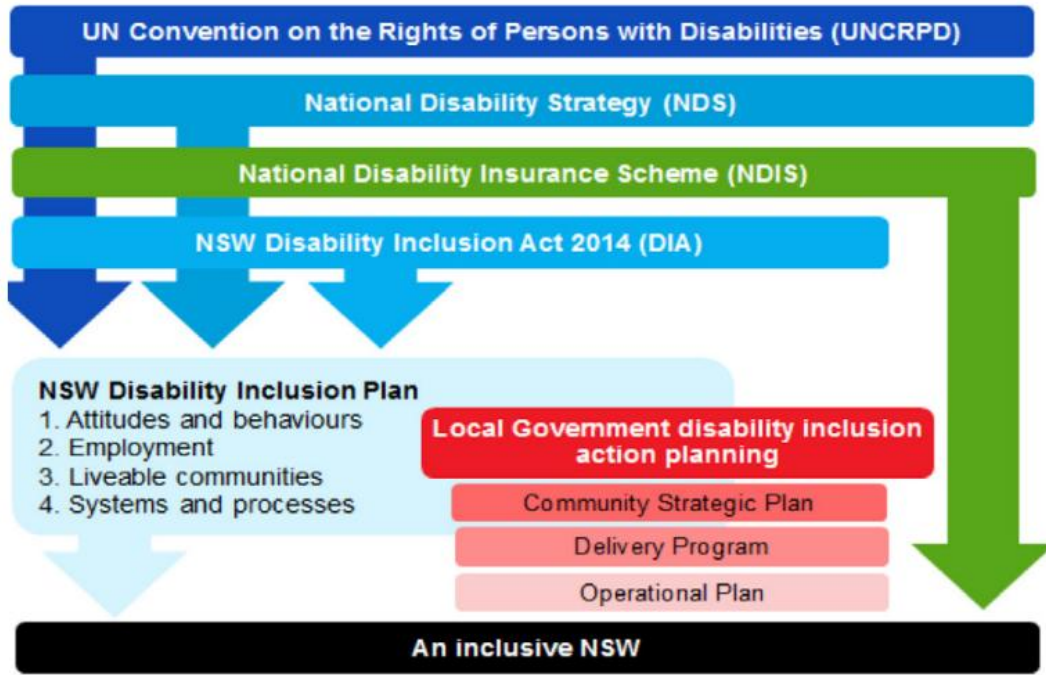 UN Convention on the Rights of Persons with Disabilities (UNCRPD)
National Disability Strategy (NDS)
National Disability Insurance Scheme (NDIS)
NSW Disability Inclusion Act 2014 (DIA)
NSW Disability Inclusion Plan
1. Attitudes and behaviours
2. Employment
3. Liveable communities
4. Systems and processes
Local Government disability inclusion
action planning
Community Strategic Plan
Delivery Program
Operational Plan
An inclusive NSW